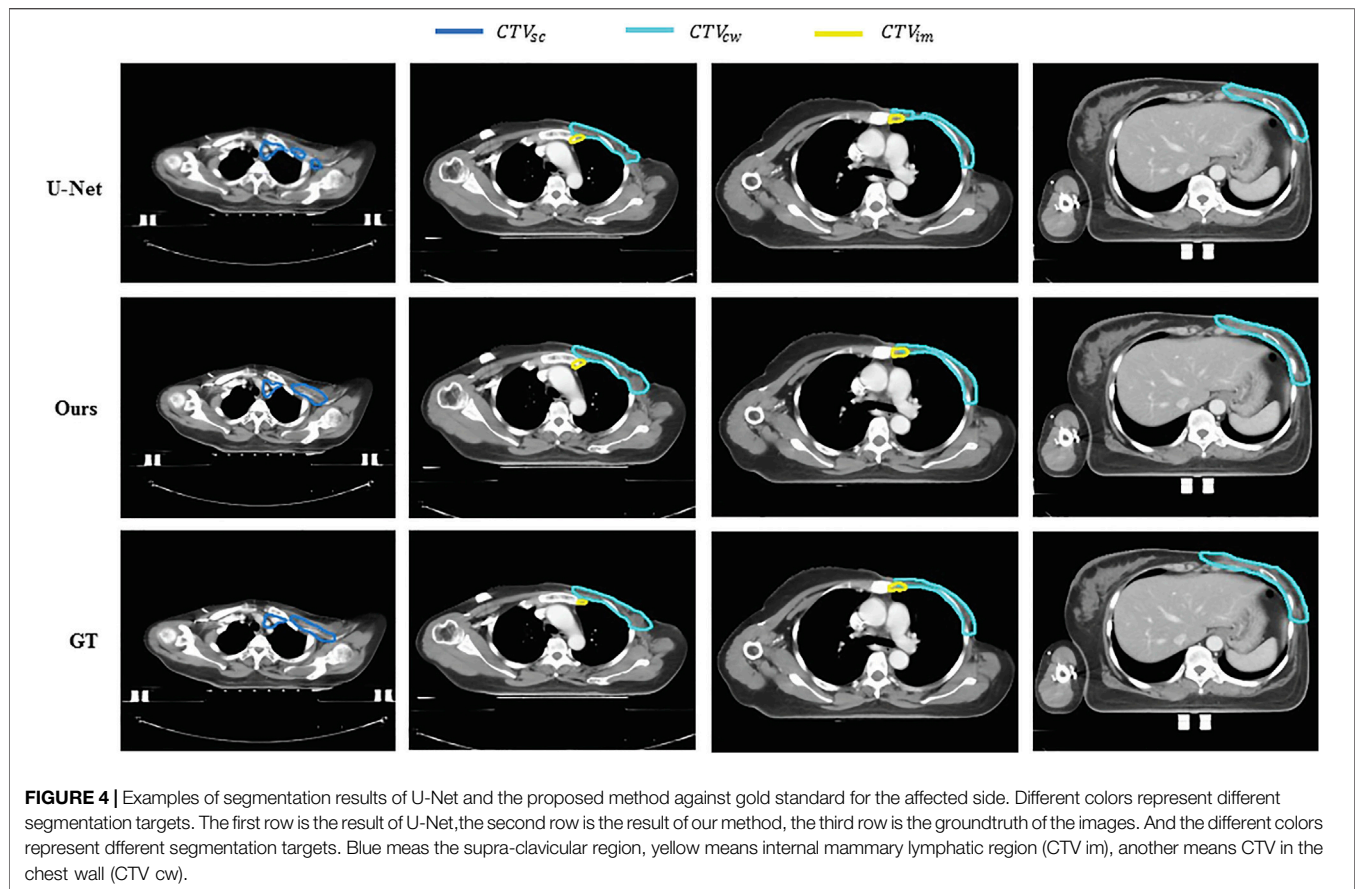 CTVsc CTVcw CTVim
U-Net
Ours
GT
FIGURE 4 | Examples of segmentation results of U-Net and the proposed method against gold standard for the affected side. Different colors represent different
segmentation targets. The first row is the result of U-Net,the second row is the result of our method, the third row is the groundtruth of the images. And the different colors
represent dfferent segmentation targets. Blue meas the supra-clavicular region, yellow means internal mammary lymphatic region (CTV im), another means CTV in the
chest wall (CTV cw).